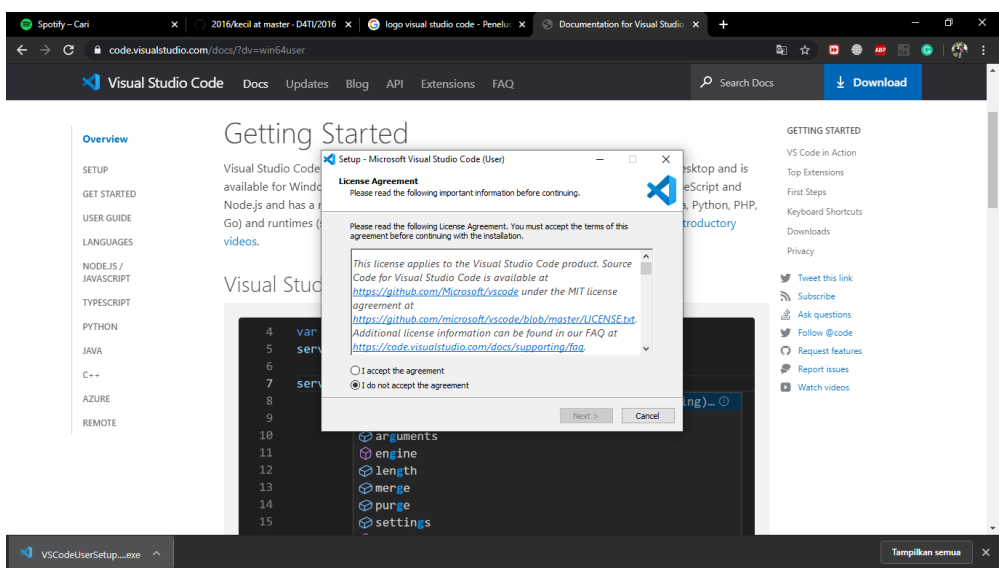 Spotify – Cari
2016/kecil at master · D4TI/2016
logo visual studio code - Penelus
Documentation for Visual Studio
code.visualstudio.com/docs/?dv=win64user
Visual Studio Code
Docs
Updates
Blog
API
Extensions
FAQ
Search Docs
Download
Overview
SETUP
GET STARTED
USER GUIDE
LANGUAGES
NODE.JS /
JAVASCRIPT
TYPESCRIPT
PYTHON
JAVA
C++
AZURE
REMOTE
Getting Started
Visual Studio Code
available for Windo
Node.js and has a
Go) and runtimes (
videos.
esktop and is
eScript and
, Python, PHP,
troductory
Visual Stud
4 var
5 serv
6
7 serv
8 ing)…
9
10 arguments
11 engine
12 length
13 merge
14 purge
15 settings
Setup - Microsoft Visual Studio Code (User)
License Agreement
Please read the following important information before continuing.
Please read the following License Agreement. You must accept the terms of this
agreement before continuing with the installation.
This license applies to the Visual Studio Code product. Source
Code for Visual Studio Code is available at
https://github.com/Microsoft/vscode under the MIT license
agreement at
https://github.com/microsoft/vscode/blob/master/LICENSE.txt.
Additional license information can be found in our FAQ at
https://code.visualstudio.com/docs/supporting/faq.
I accept the agreement
I do not accept the agreement
Next >
Cancel
GETTING STARTED
VS Code in Action
Top Extensions
First Steps
Keyboard Shortcuts
Downloads
Privacy
Tweet this link
Subscribe
Ask questions
Follow @code
Request features
Report issues
Watch videos
VSCodeUserSetup....exe
Tampilkan semua